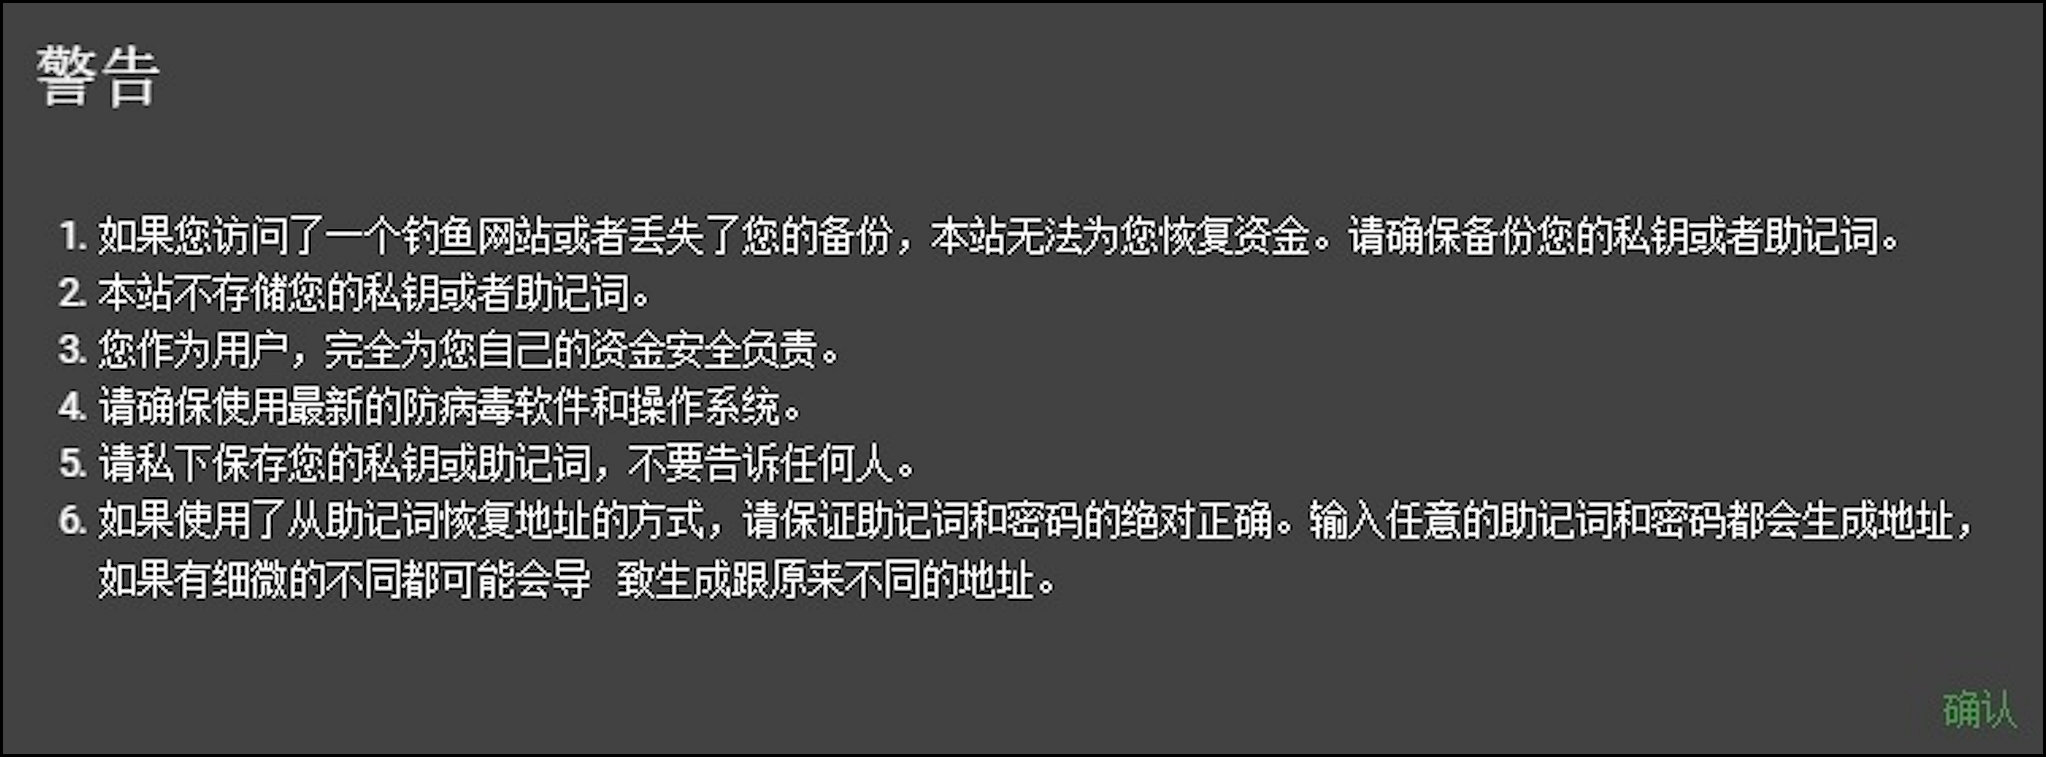 警告
1. 如果您访问了一个钓鱼网站或者丢失了您的备份，本站无法为您恢复资金。请确保备份您的私钥或者助记词。
2. 本站不存储您的私钥或者助记词。
3. 您作为用户，完全为您自己的资金安全负责。
4. 请确保使用最新的防病毒软件和操作系统。
5. 请私下保存您的私钥或助记词，不要告诉任何人。
6. 如果使用了从助记词恢复地址的方式，请保证助记词和密码的绝对正确。输入任意的助记词和密码都会生成地址，
如果有细微的不同都可能会导 致生成跟原来不同的地址。
确认